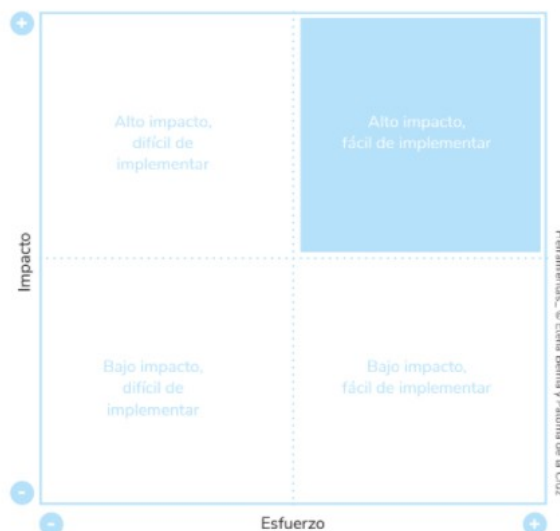 +
Alto impacto,
difícil de
implementar
Alto impacto,
fácil de implementar
Impacto
Bajo impacto,
difícil de
implementar
Bajo impacto,
fácil de implementar
-
-
Esfuerzo
+